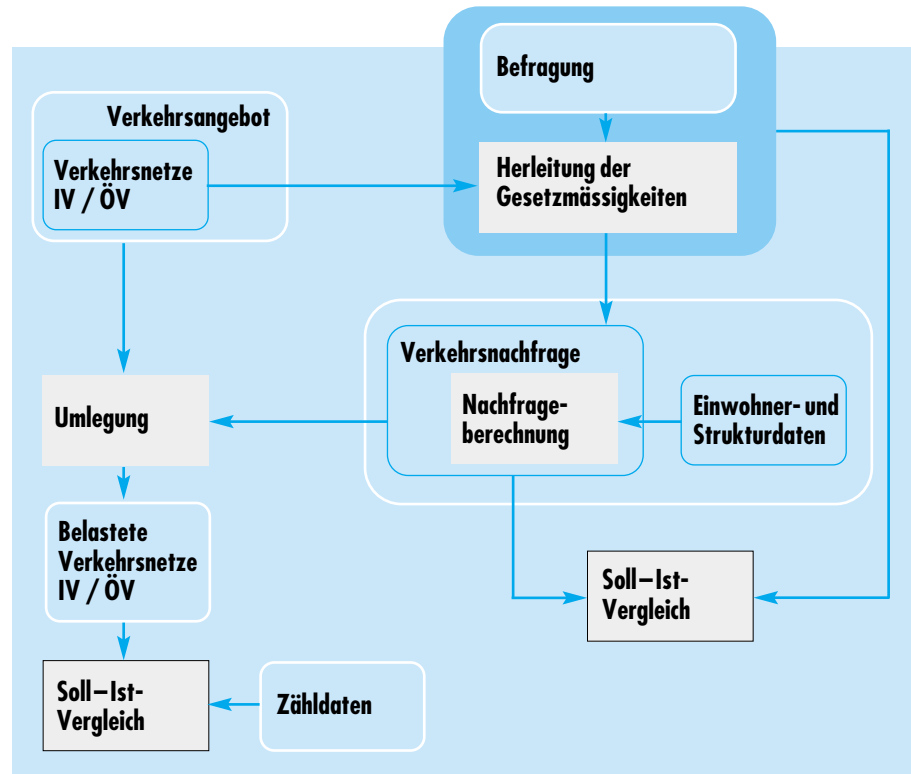 Befragung
Verkehrsangebot
Verkehrsnetze
IV / ÖV
Herleitung der
Gesetzmässigkeiten
Verkehrsnachfrage
Nachfrage-
berechnung
Einwohner- und
Strukturdaten
Umlegung
Belastete
Verkehrsnetze
IV / ÖV
Soll–Ist-
Vergleich
Soll–Ist-
Vergleich
Zähldaten